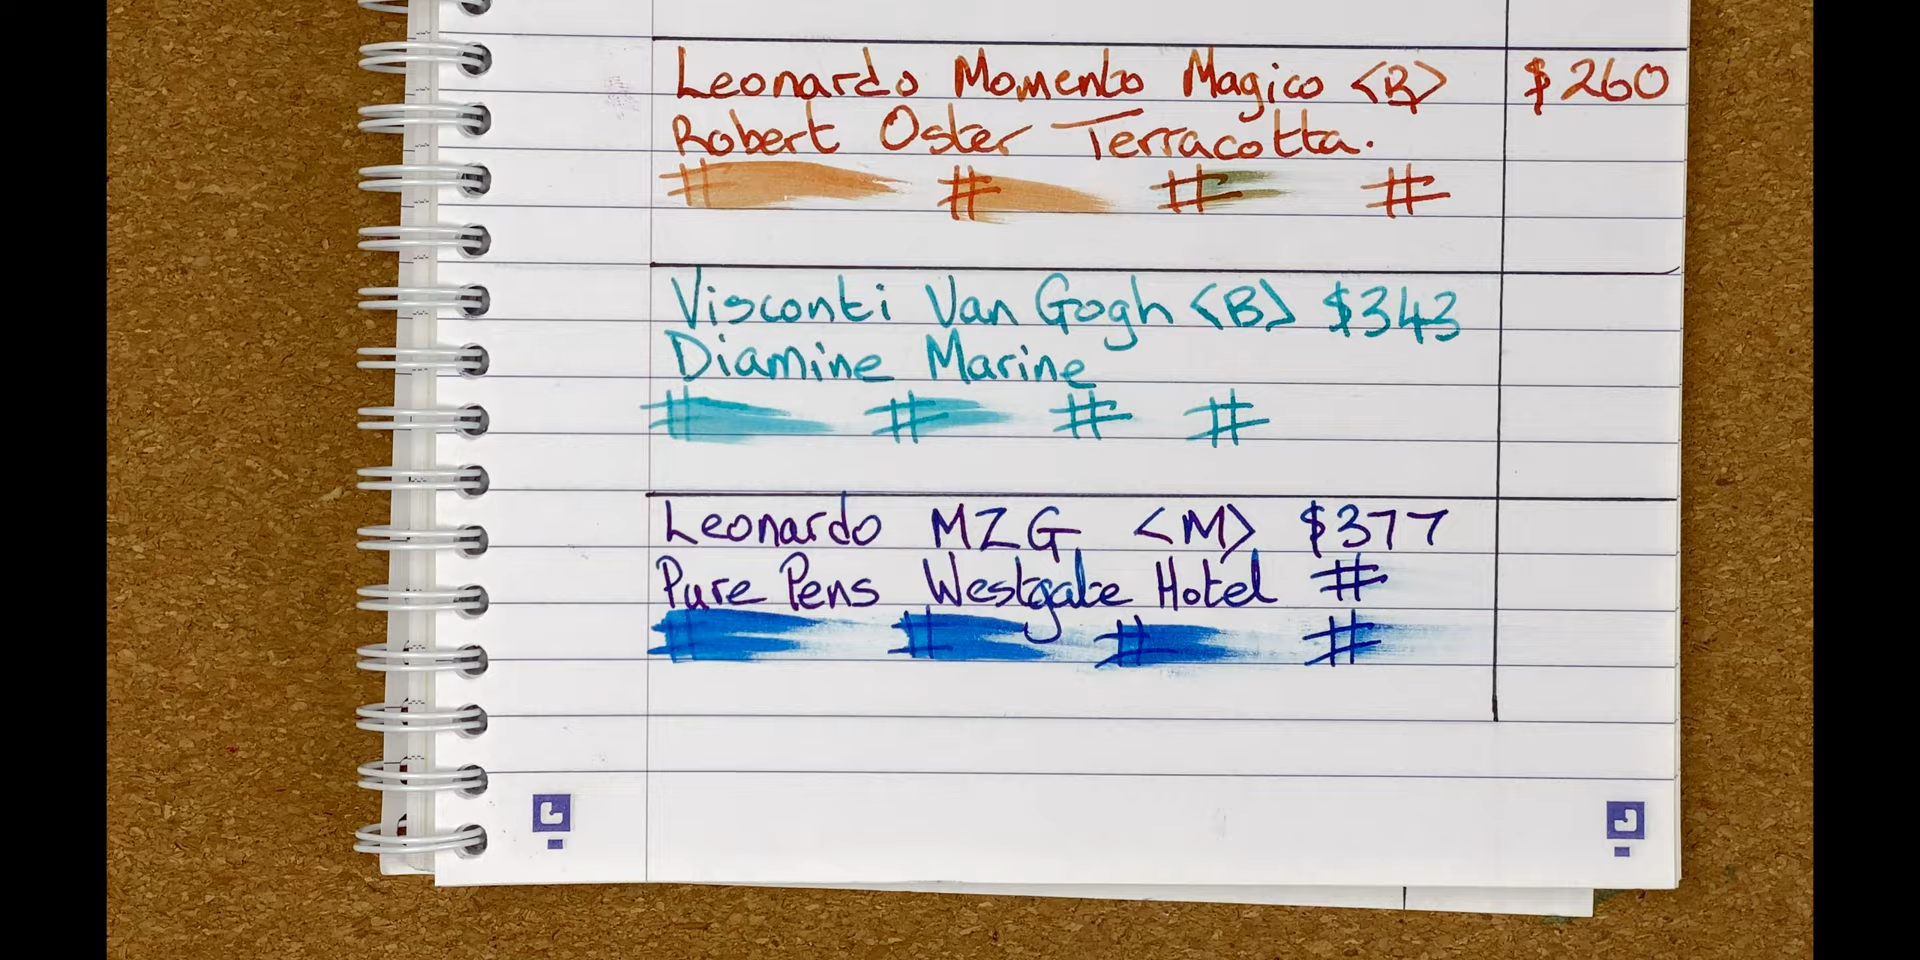 Leonardo Momento Magico <B> $260
Robert Oster Terracotta.
# # # #
Visconti Van Gogh <B> $343
Diamine Marine
# # # #
Leonardo MZG <M> $377
Pure Pens Westgate Hotel #
# # # #